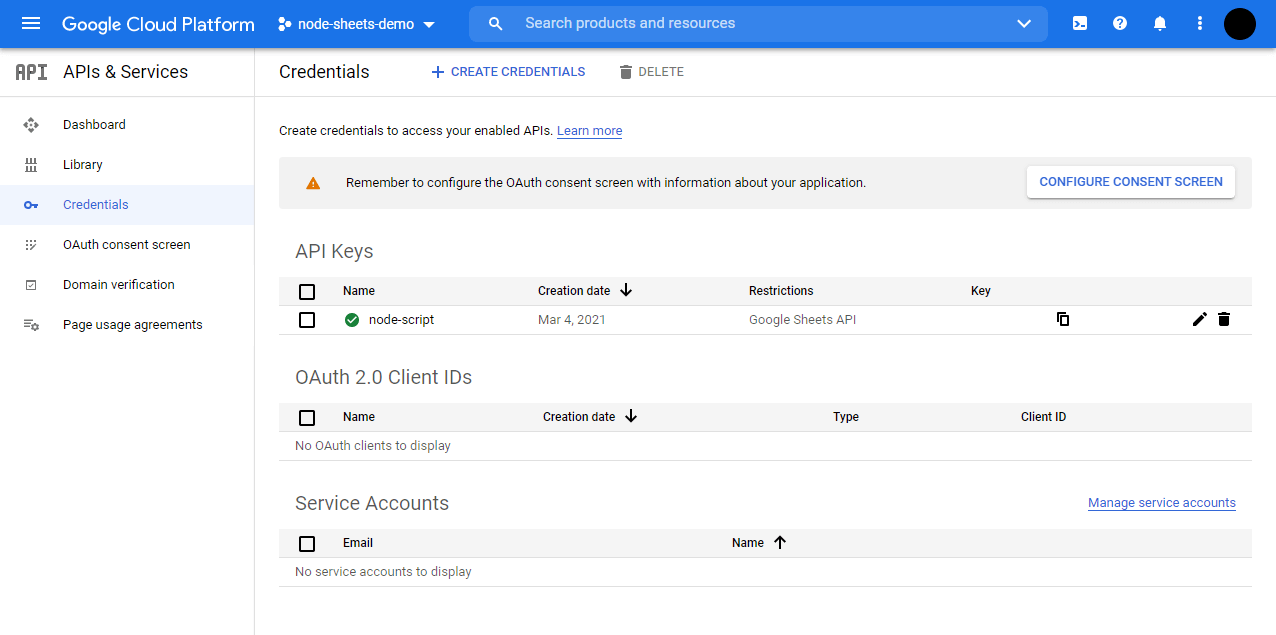 Google Cloud Platform
node-sheets-demo
Search products and resources
API APIs & Services
Credentials
CREATE CREDENTIALS
DELETE
Dashboard
Library
Credentials
OAuth consent screen
Domain verification
Page usage agreements
Create credentials to access your enabled APIs. Learn more
Remember to configure the OAuth consent screen with information about your application.
CONFIGURE CONSENT SCREEN
API Keys
Name Creation date Restrictions Key
node-script Mar 4, 2021 Google Sheets API
OAuth 2.0 Client IDs
Name Creation date Type Client ID
No OAuth clients to display
Service Accounts
Manage service accounts
Email Name
No service accounts to display